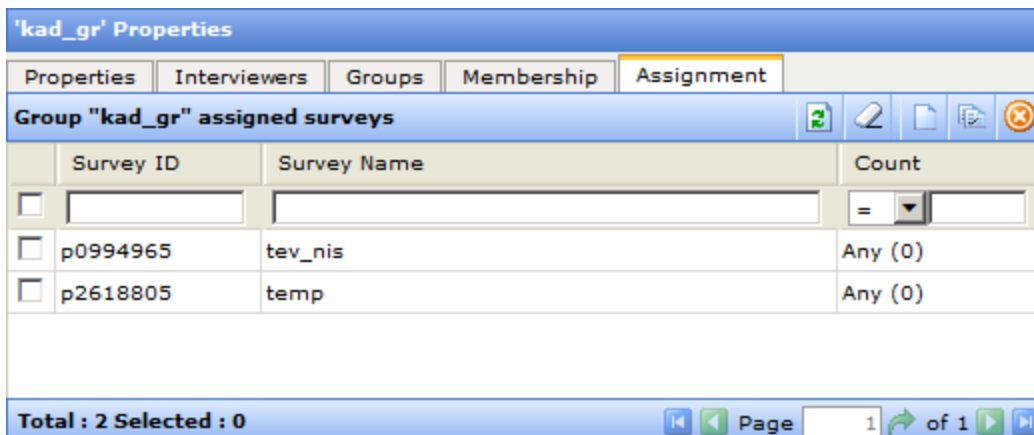 'kad_gr' Properties
Properties Interviewers Groups Membership Assignment
Group "kad_gr" assigned surveys
Survey ID Survey Name Count
=
p0994965 tev_nis Any (0)
p2618805 temp Any (0)
Total : 2 Selected : 0 Page 1 of 1